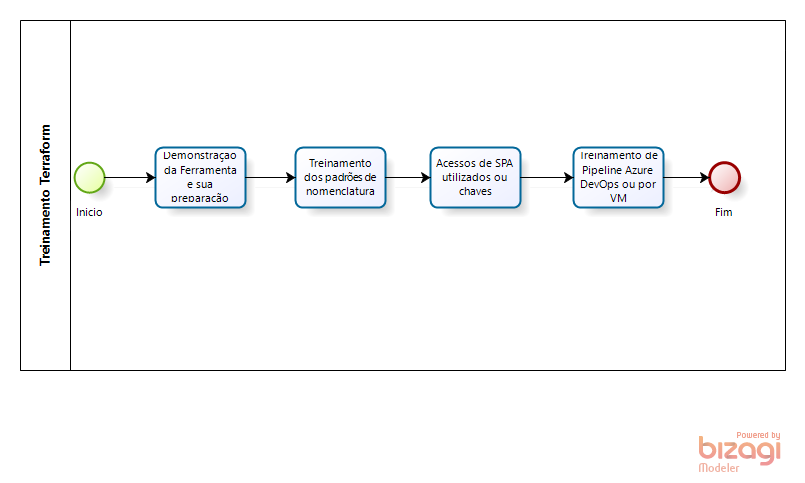 Treinamento Terraform
Inicio
Demonstração
da Ferramenta
e sua
preparação
Treinamento
dos padrões de
nomenclatura
Acessos de SPA
utilizados ou
chaves
Treinamento de
Pipeline Azure
DevOps ou por
VM
Fim
Powered by
bizagi
Modeler